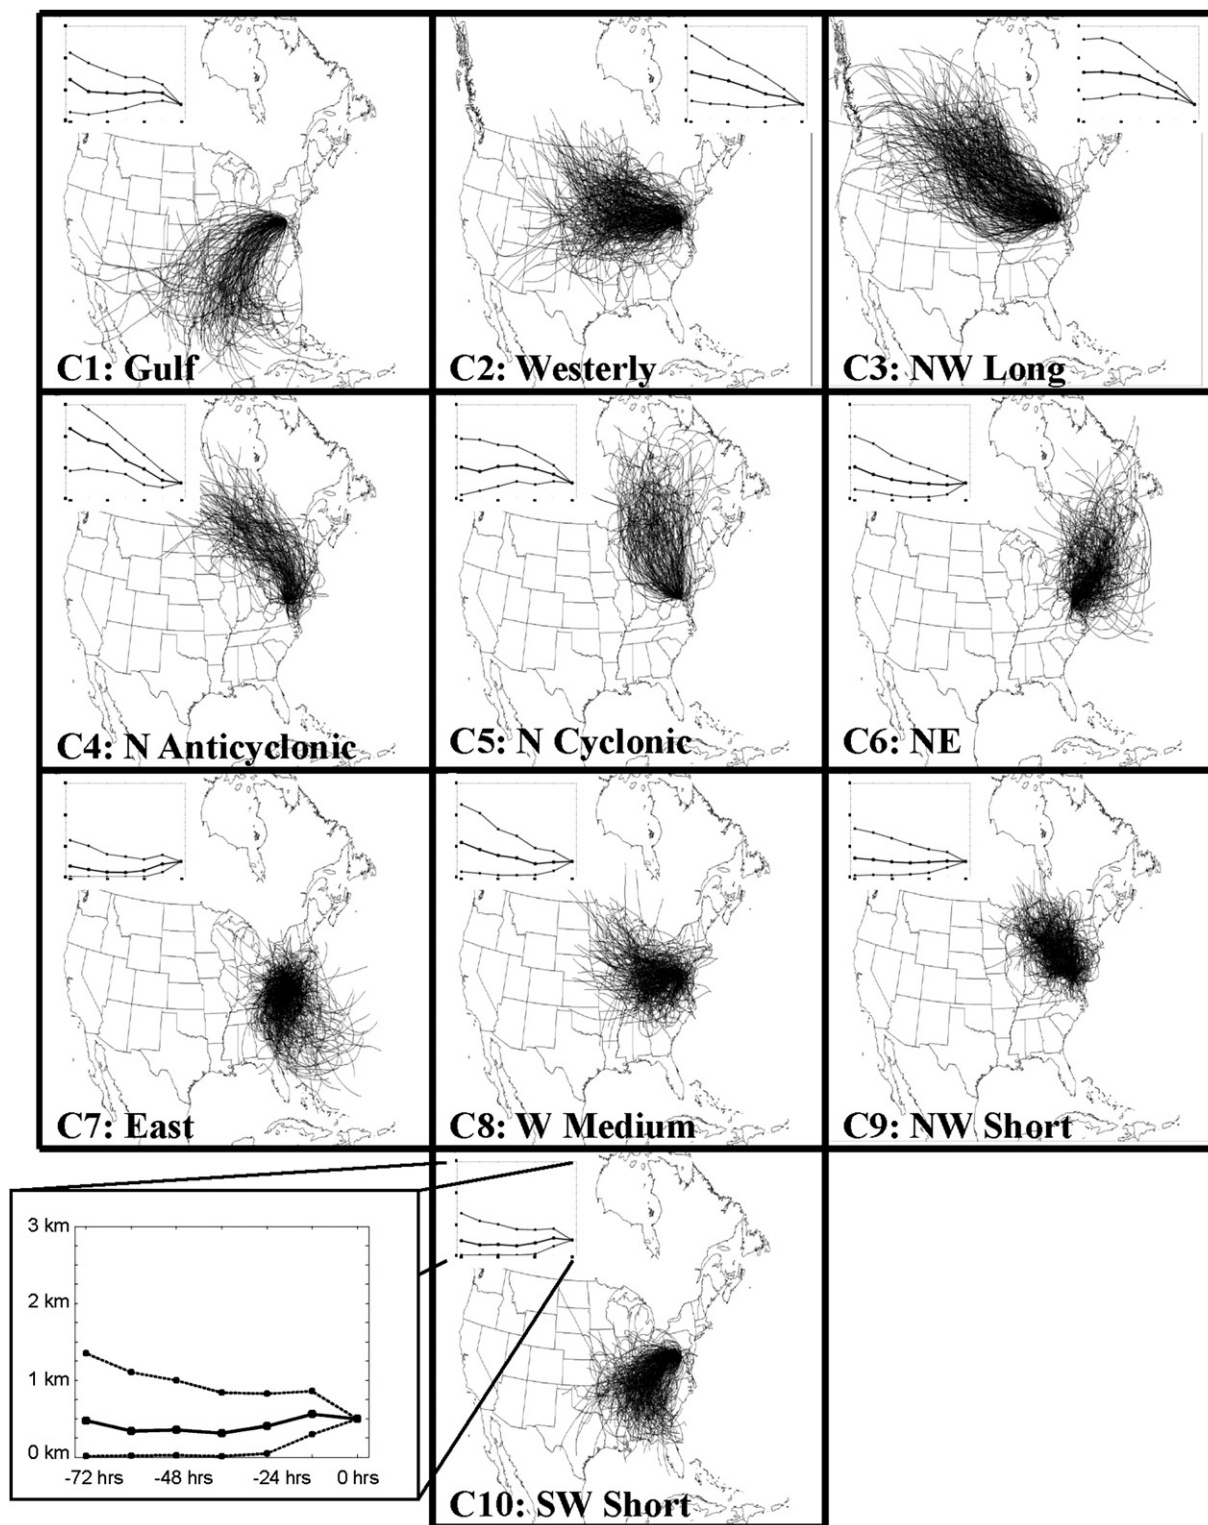 C1: Gulf
C2: Westerly
C3: NW Long
C4: N Anticyclonic
C5: N Cyclonic
C6: NE
C7: East
C8: W Medium
C9: NW Short
3 km
2 km
1 km
0 km
-72 hrs -48 hrs -24 hrs 0 hrs
C10: SW Short